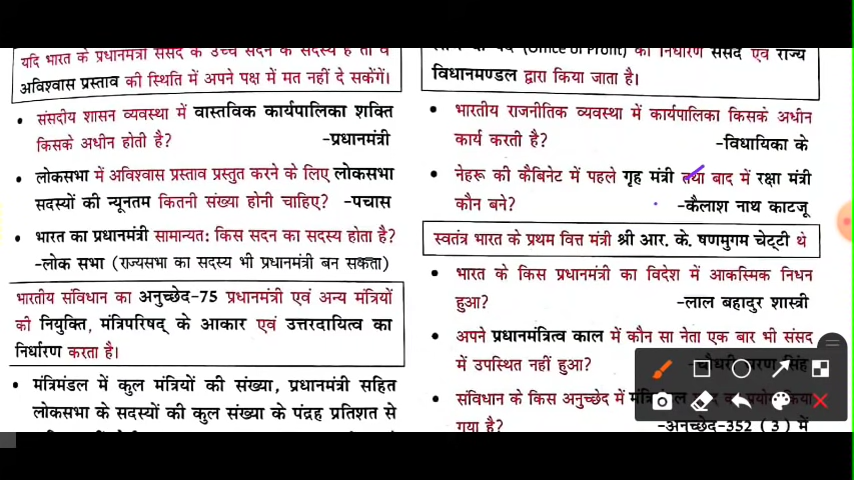 यदि भारत के प्रधानमंत्री संसद के उच्च सदन के सदस्य हैं तो वे
अविश्वास प्रस्ताव की स्थिति में अपने पक्ष में मत नहीं दे सकेंगें।
• संसदीय शासन व्यवस्था में वास्तविक कार्यपालिका शक्ति
किसके अधीन होती है? -प्रधानमंत्री
• लोकसभा में अविश्वास प्रस्ताव प्रस्तुत करने के लिए लोकसभा
सदस्यों की न्यूनतम कितनी संख्या होनी चाहिए? -पचास
• भारत का प्रधानमंत्री सामान्यत: किस सदन का सदस्य होता है?
-लोक सभा (राज्यसभा का सदस्य भी प्रधानमंत्री बन सकता)
भारतीय संविधान का अनुच्छेद-75 प्रधानमंत्री एवं अन्य मंत्रियों
की नियुक्ति, मंत्रिपरिषद् के आकार एवं उत्तरदायित्व का
निर्धारण करता है।
• मंत्रिमंडल में कुल मंत्रियों की संख्या, प्रधानमंत्री सहित
लोकसभा के सदस्यों की कुल संख्या के पंद्रह प्रतिशत से
(Office of Profit) का निर्धारण संसद एवं राज्य
विधानमण्डल द्वारा किया जाता है।
• भारतीय राजनीतिक व्यवस्था में कार्यपालिका किसके अधीन
कार्य करती है? -विधायिका के
• नेहरू की कैबिनेट में पहले गृह मंत्री तथा बाद में रक्षा मंत्री
कौन बने? -कैलाश नाथ काटजू
स्वतंत्र भारत के प्रथम वित्त मंत्री श्री आर. के. षणमुगम चेट्टी थे
• भारत के किस प्रधानमंत्री का विदेश में आकस्मिक निधन
हुआ? -लाल बहादुर शास्त्री
• अपने प्रधानमंत्रित्व काल में कौन सा नेता एक बार भी संसद
में उपस्थित नहीं हुआ? -चौधरी चरण सिंह
• संविधान के किस अनुच्छेद में किया
गया है? -अनुच्छेद-352 (3) में